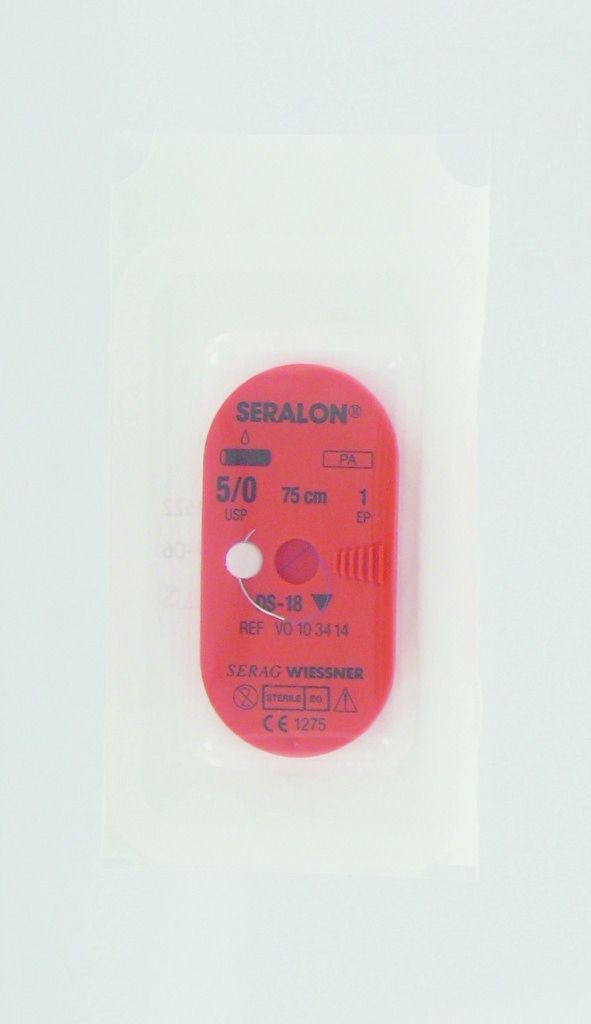 SERALON®
PA
5/0 75 cm 1
USP EP
DS-18
REF VO 10 34 14
SERAG WIESSNER
STERILE EO
CE 1275